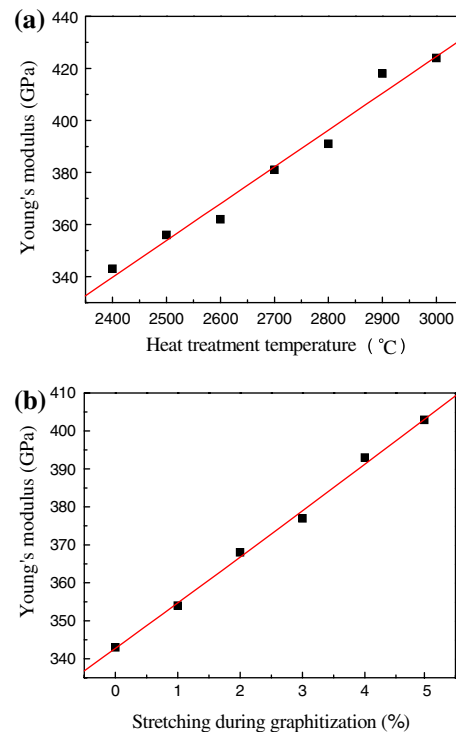 (a)
440
420
400
380
360
340
Young's modulus (GPa)
2400 2500 2600 2700 2800 2900 3000
Heat treatment temperature (℃)
(b)
410
400
390
380
370
360
350
340
Young's modulus (GPa)
0 1 2 3 4 5
Stretching during graphitization (%)